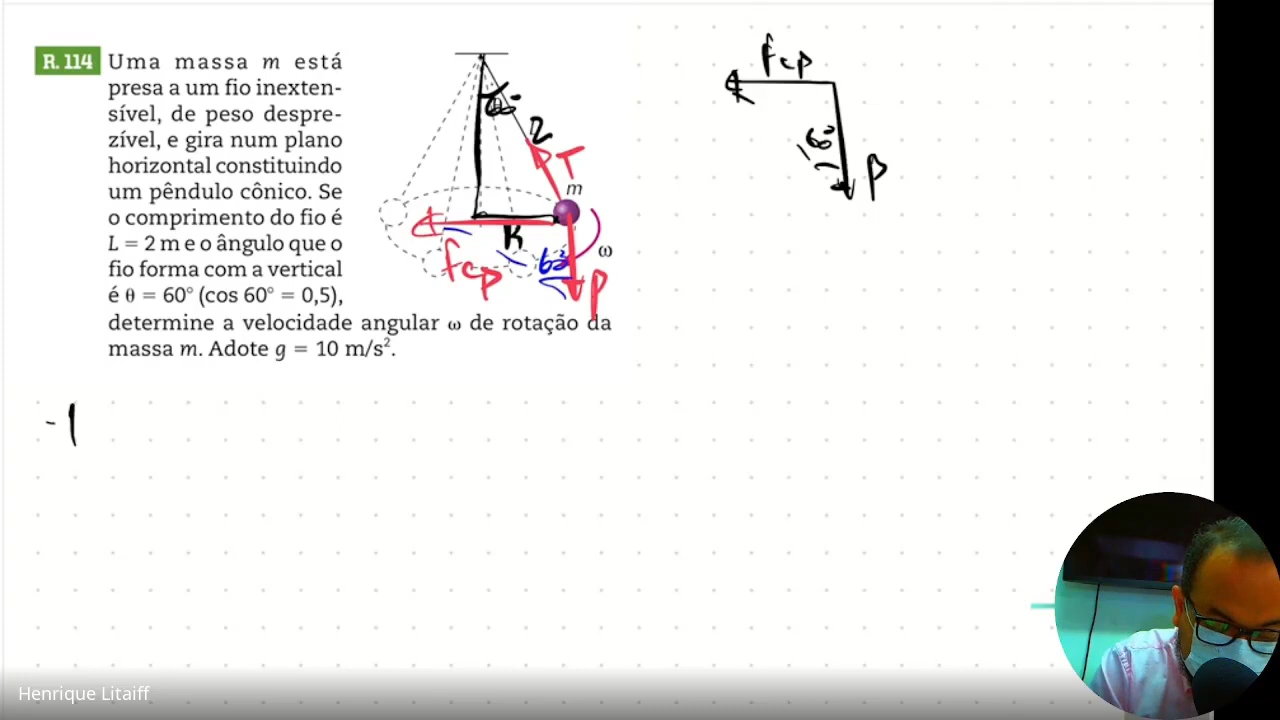 R. 114 Uma massa m está
presa a um fio inexten-
sível, de peso despre-
zível, e gira num plano
horizontal constituindo
um pêndulo cônico. Se
o comprimento do fio é
L = 2 m e o ângulo que o
fio forma com a vertical
é θ = 60° (cos 60° = 0,5),
determine a velocidade angular ω de rotação da
massa m. Adote g = 10 m/s².
60°
2
T
m
R
ω
Fcp
60°
P
Fcp
60°
P
-1
Henrique Litaiff